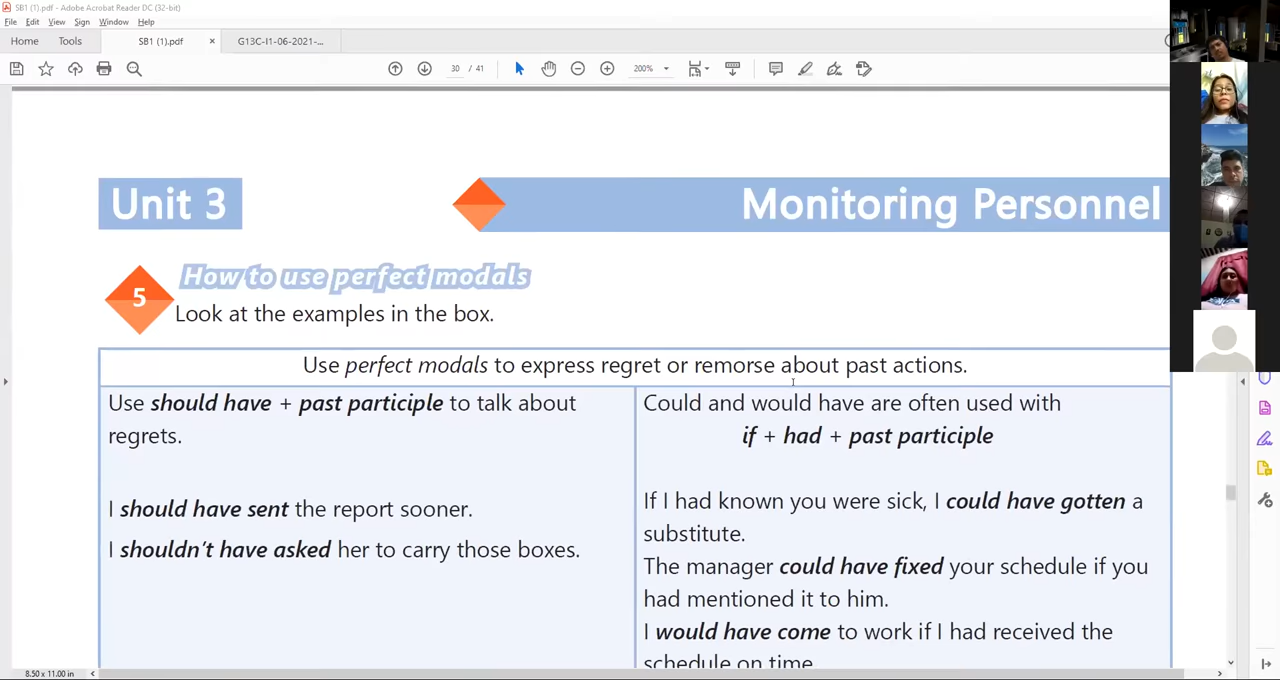 SB1 (1).pdf - Adobe Acrobat Reader DC (32-bit)
File Edit View Sign Window Help
Home Tools SB1 (1).pdf × G13C-I1-06-2021-...
30 / 41 200%
Unit 3 Monitoring Personnel
How to use perfect modals
5
Look at the examples in the box.
Use perfect modals to express regret or remorse about past actions.
Use should have + past participle to talk about
regrets.
I should have sent the report sooner.
I shouldn't have asked her to carry those boxes.
Could and would have are often used with
if + had + past participle
If I had known you were sick, I could have gotten a
substitute.
The manager could have fixed your schedule if you
had mentioned it to him.
I would have come to work if I had received the
schedule on time.
8.50 x 11.00 in